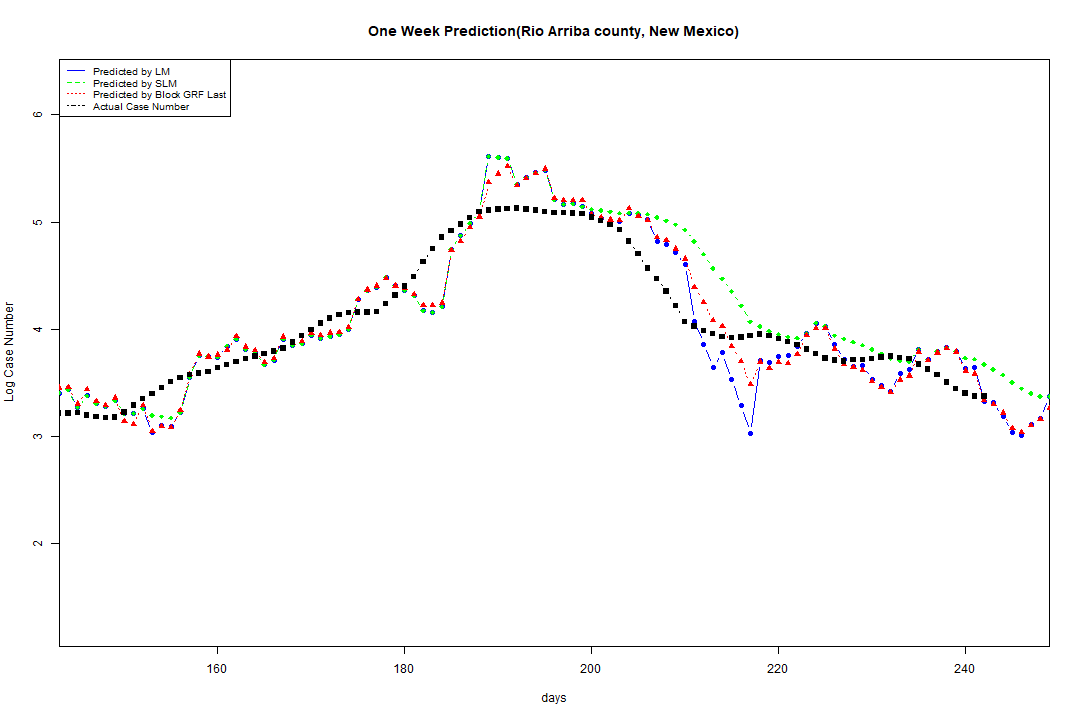 One Week Prediction(Rio Arriba county, New Mexico)
Predicted by LM
Predicted by SLM
Predicted by Block GRF Last
Actual Case Number
6
5
4
3
2
Log Case Number
160 180 200 220 240
days